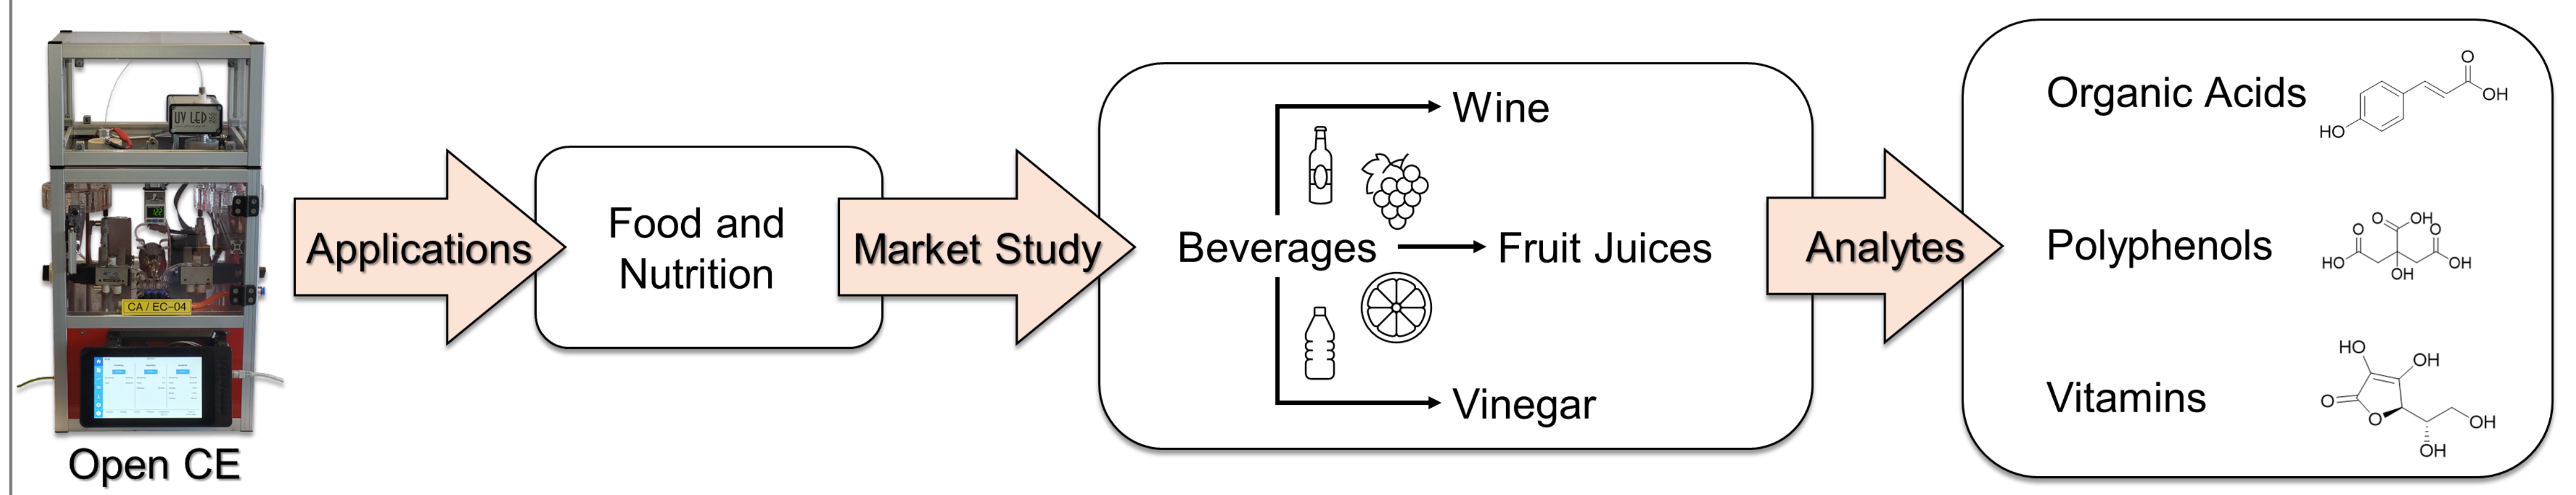 UV LED
CA / EC-04
Open CE
Applications
Food and
Nutrition
Market Study
Beverages
Wine
Fruit Juices
Vinegar
Analytes
Organic Acids
O
OH
HO
Polyphenols
O
OH
O
O
HO
OH
OH
Vitamins
HO
OH
O
O
OH
OH